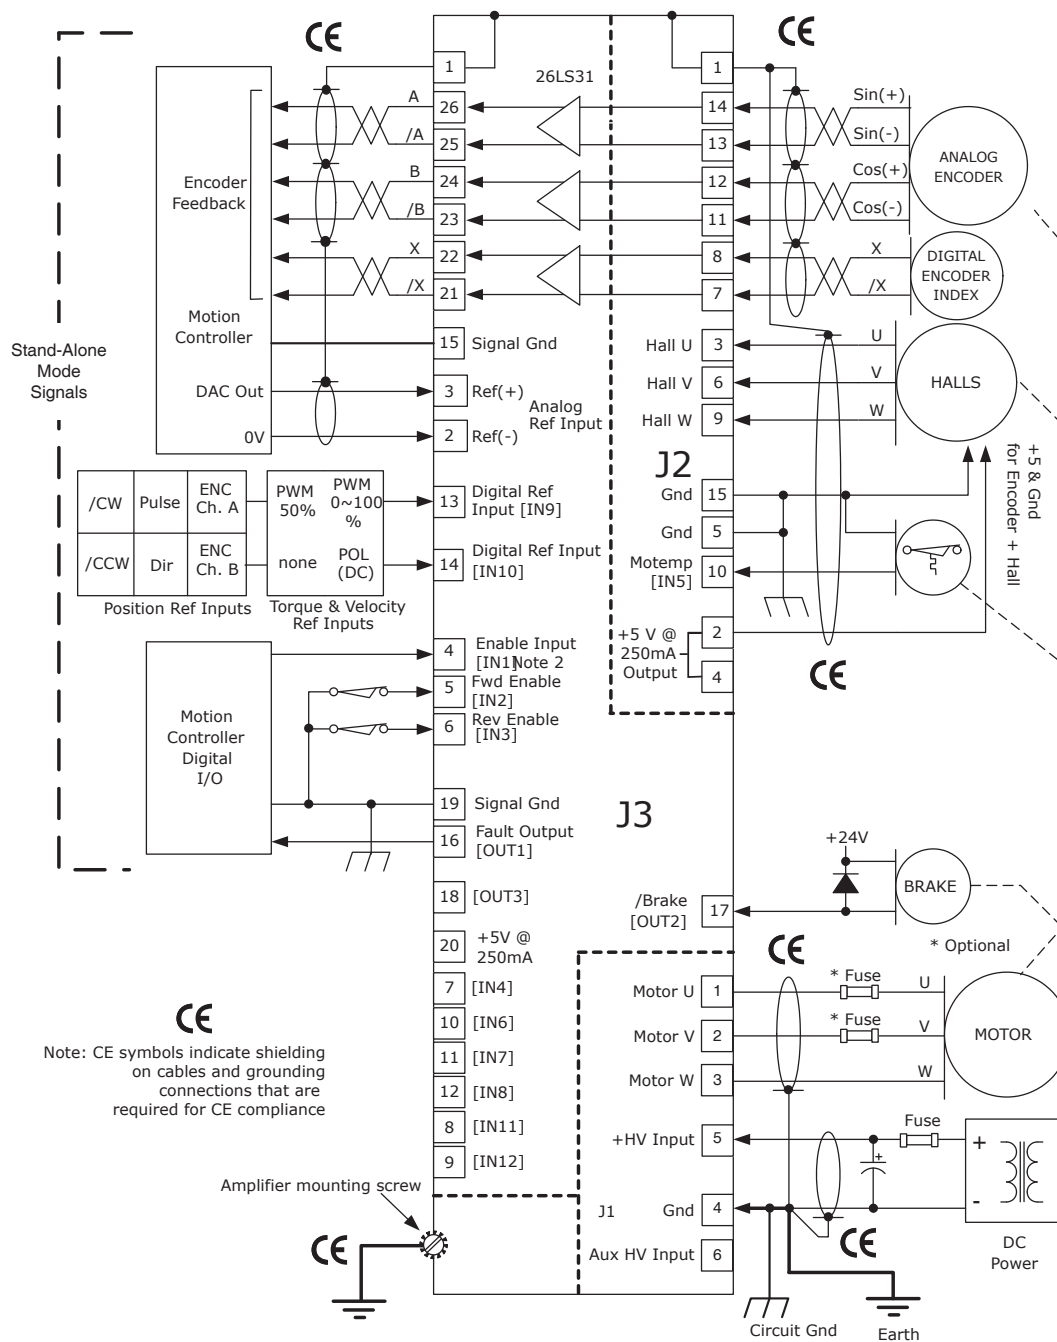 CE
CE
1
26LS31
1
A
26
14
Sin(+)
/A
25
13
Sin(-)
ANALOG
ENCODER
Encoder
Feedback
B
24
12
Cos(+)
/B
23
11
Cos(-)
X
22
8
X
DIGITAL
ENCODER
INDEX
/X
21
7
/X
Motion
Controller
Stand-Alone
Mode
Signals
15
Signal Gnd
Hall U
3
U
DAC Out
3
Ref(+)
Hall V
6
V
HALLS
Analog
Ref Input
0V
2
Ref(-)
Hall W
9
W
J2
+5 & Gnd
for Encoder + Hall
/CW
Pulse
ENC
Ch. A
PWM
50%
PWM
0~100
%
13
Digital Ref
Input [IN9]
Gnd
15
Gnd
5
/CCW
Dir
ENC
Ch. B
none
POL
(DC)
14
Digital Ref Input
[IN10]
Motemp
[IN5]
10
Position Ref Inputs
Torque & Velocity
Ref Inputs
+5 V @
250mA
Output
2
4
CE
4
Enable Input
[IN1]Note 2
5
Fwd Enable
[IN2]
6
Rev Enable
[IN3]
Motion
Controller
Digital
I/O
19
Signal Gnd
J3
16
Fault Output
[OUT1]
+24V
18
[OUT3]
/Brake
[OUT2]
17
BRAKE
20
+5V @
250mA
* Optional
CE
7
[IN4]
Motor U
1
* Fuse
U
10
[IN6]
Motor V
2
* Fuse
V
MOTOR
11
[IN7]
Motor W
3
W
12
[IN8]
8
[IN11]
+HV Input
5
Fuse
+
-
9
[IN12]
CE
Note: CE symbols indicate shielding
on cables and grounding
connections that are
required for CE compliance
Amplifier mounting screw
CE
J1
Gnd
4
+
CE
DC
Power
Aux HV Input
6
Circuit Gnd
Earth